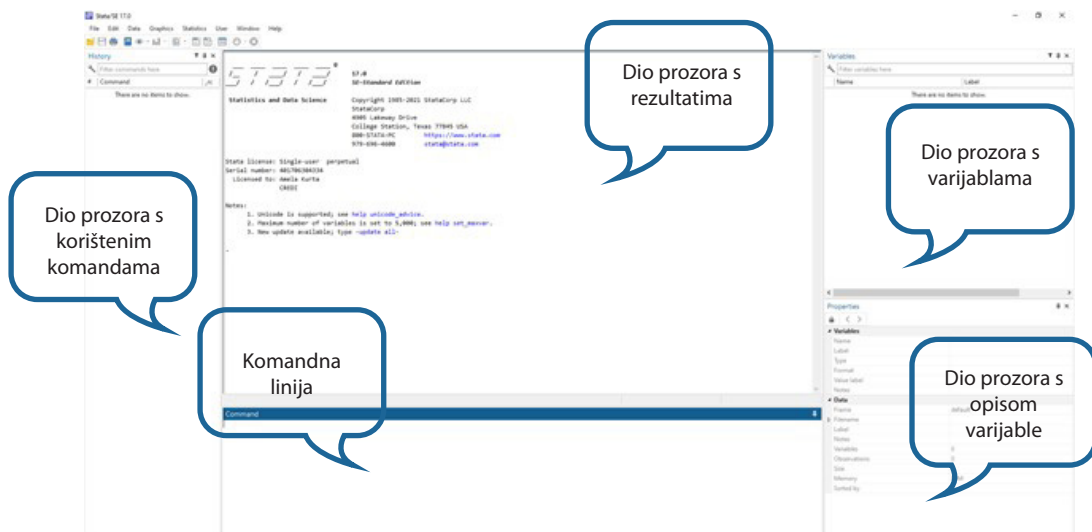 Stata/SE 17.0
File Edit Data Graphics Statistics User Window Help
History
Filter commands here
Command
There are no items to show.
17.0
SE-Standard Edition
Statistics and Data Science
Copyright 1985-2021 StataCorp LLC
StataCorp
4905 Lakeway Drive
College Station, Texas 77845 USA
800-STATA-PC https://www.stata.com
979-696-4600 stata@stata.com
Stata license: Single-user perpetual
Serial number:
Licensed to: Amela Kurta
CREDI
Notes:
1. Unicode is supported; see help unicode_advice.
2. Maximum number of variables is set to 5,000; see help set_maxvar.
3. New update available; type -update all-
.
Command
Variables
Filter variables here
Name Label
There are no items to show.
Properties
Variables
Name
Label
Type
Format
Value label
Notes
Data
Frame default
Filename
Label
Notes
Variables 0
Observations 0
Size
Memory
Sorted by
Dio prozora s
rezultatima
Dio prozora s
varijablama
Dio prozora s
korištenim
komandama
Komandna
linija
Dio prozora s
opisom
varijable